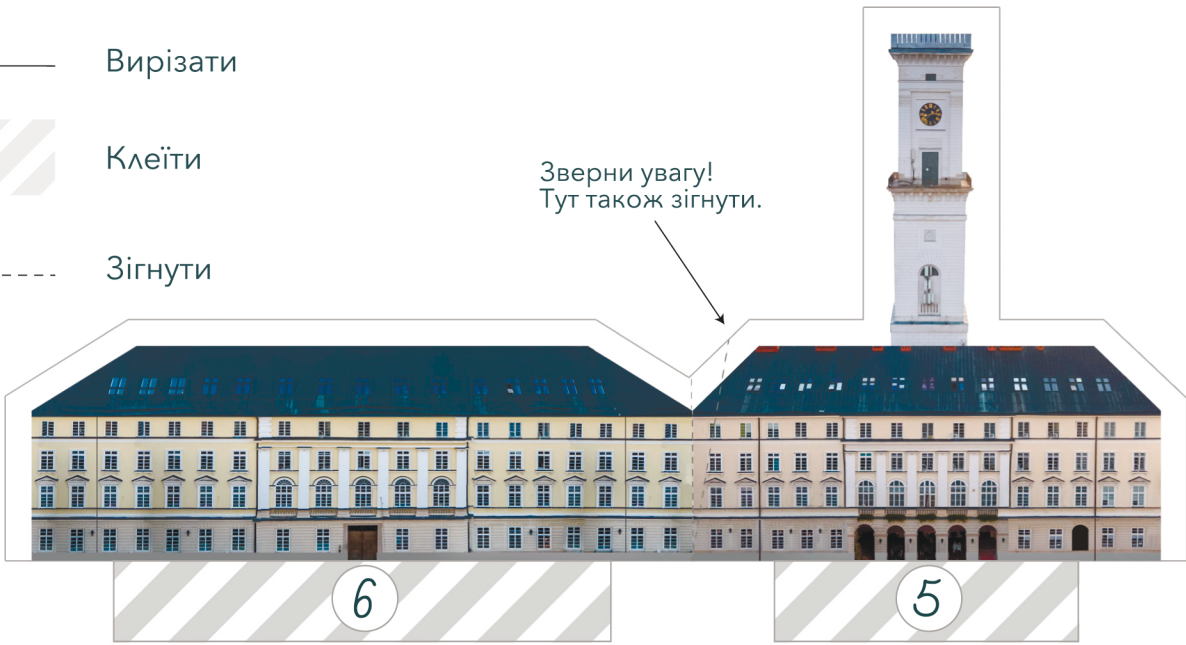 Вирізати
Клеїти
Зверни увагу!
Тут також зігнути.
Зігнути
6
5